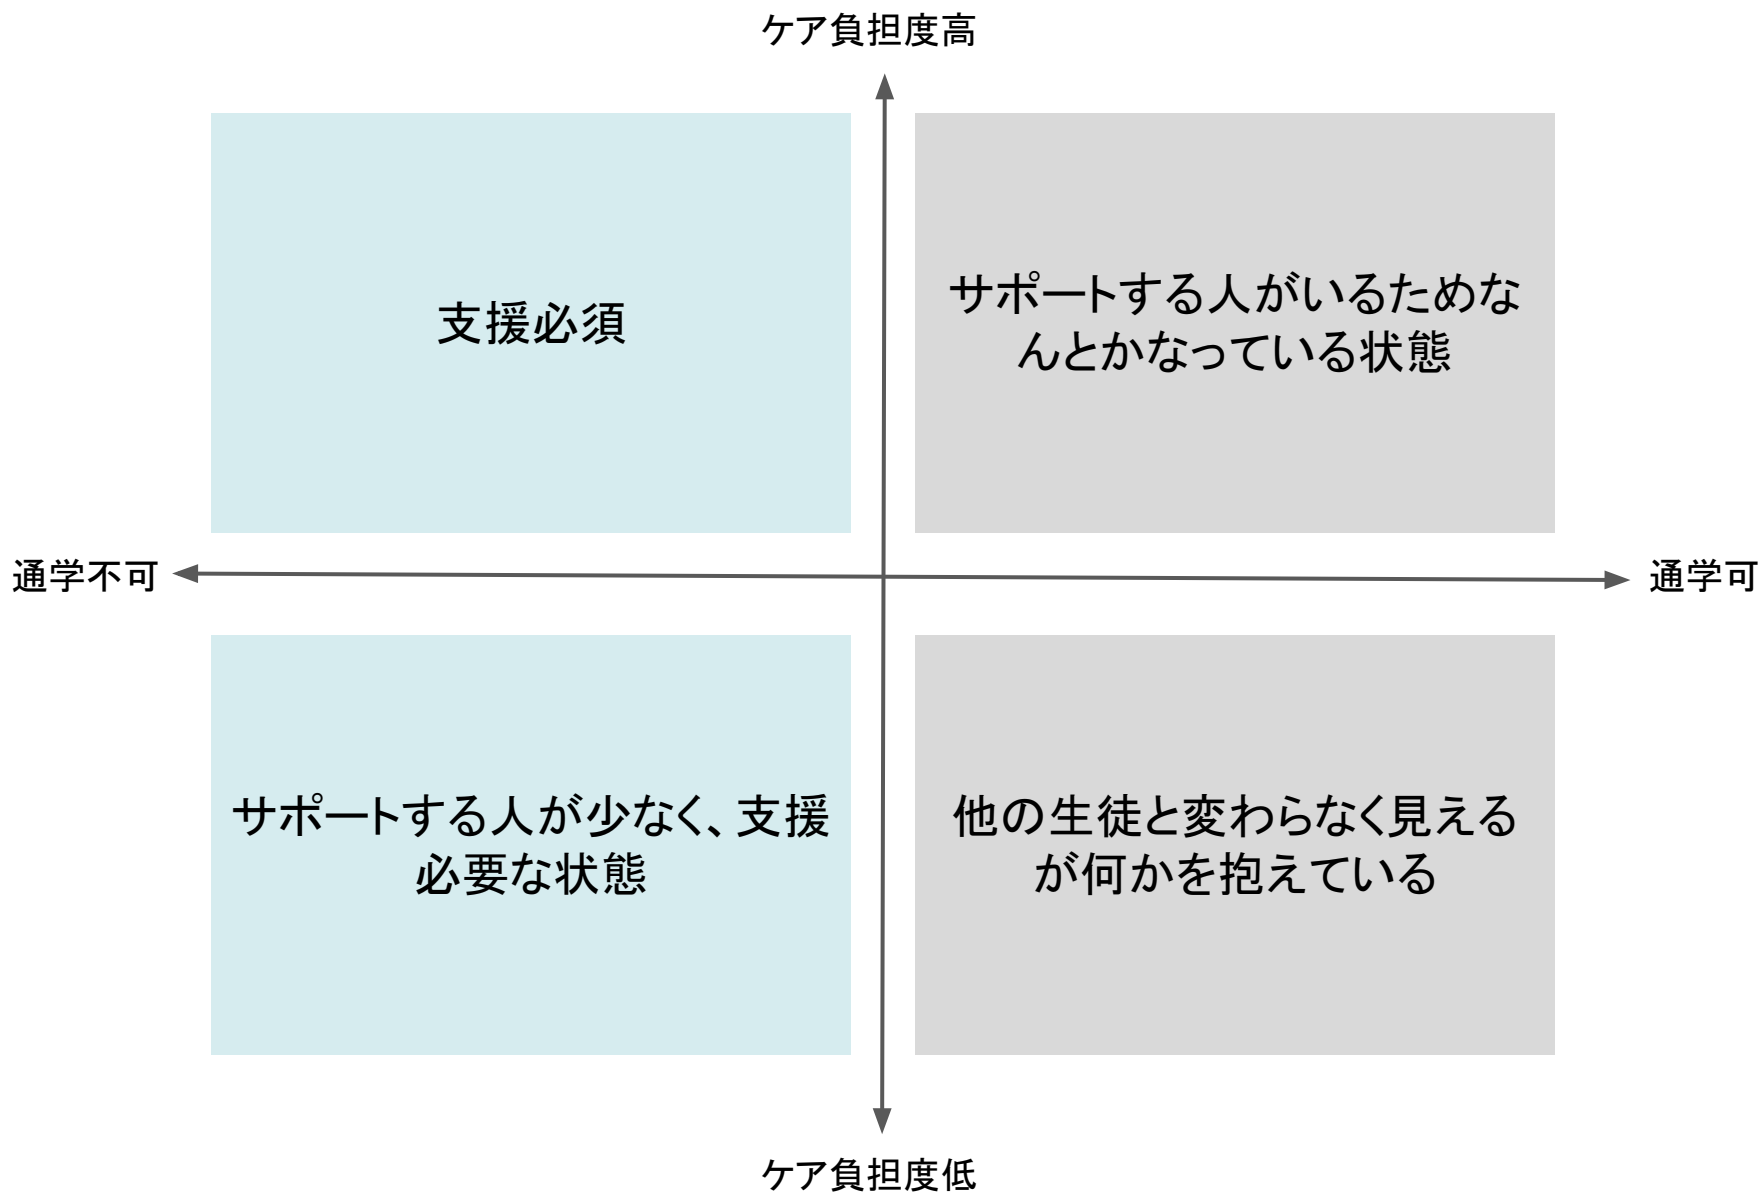 ケア負担度高
支援必須
サポートする人がいるためな
んとかなっている状態
通学不可
通学可
サポートする人が少なく、支援
必要な状態
他の生徒と変わらなく見える
が何かを抱えている
ケア負担度低